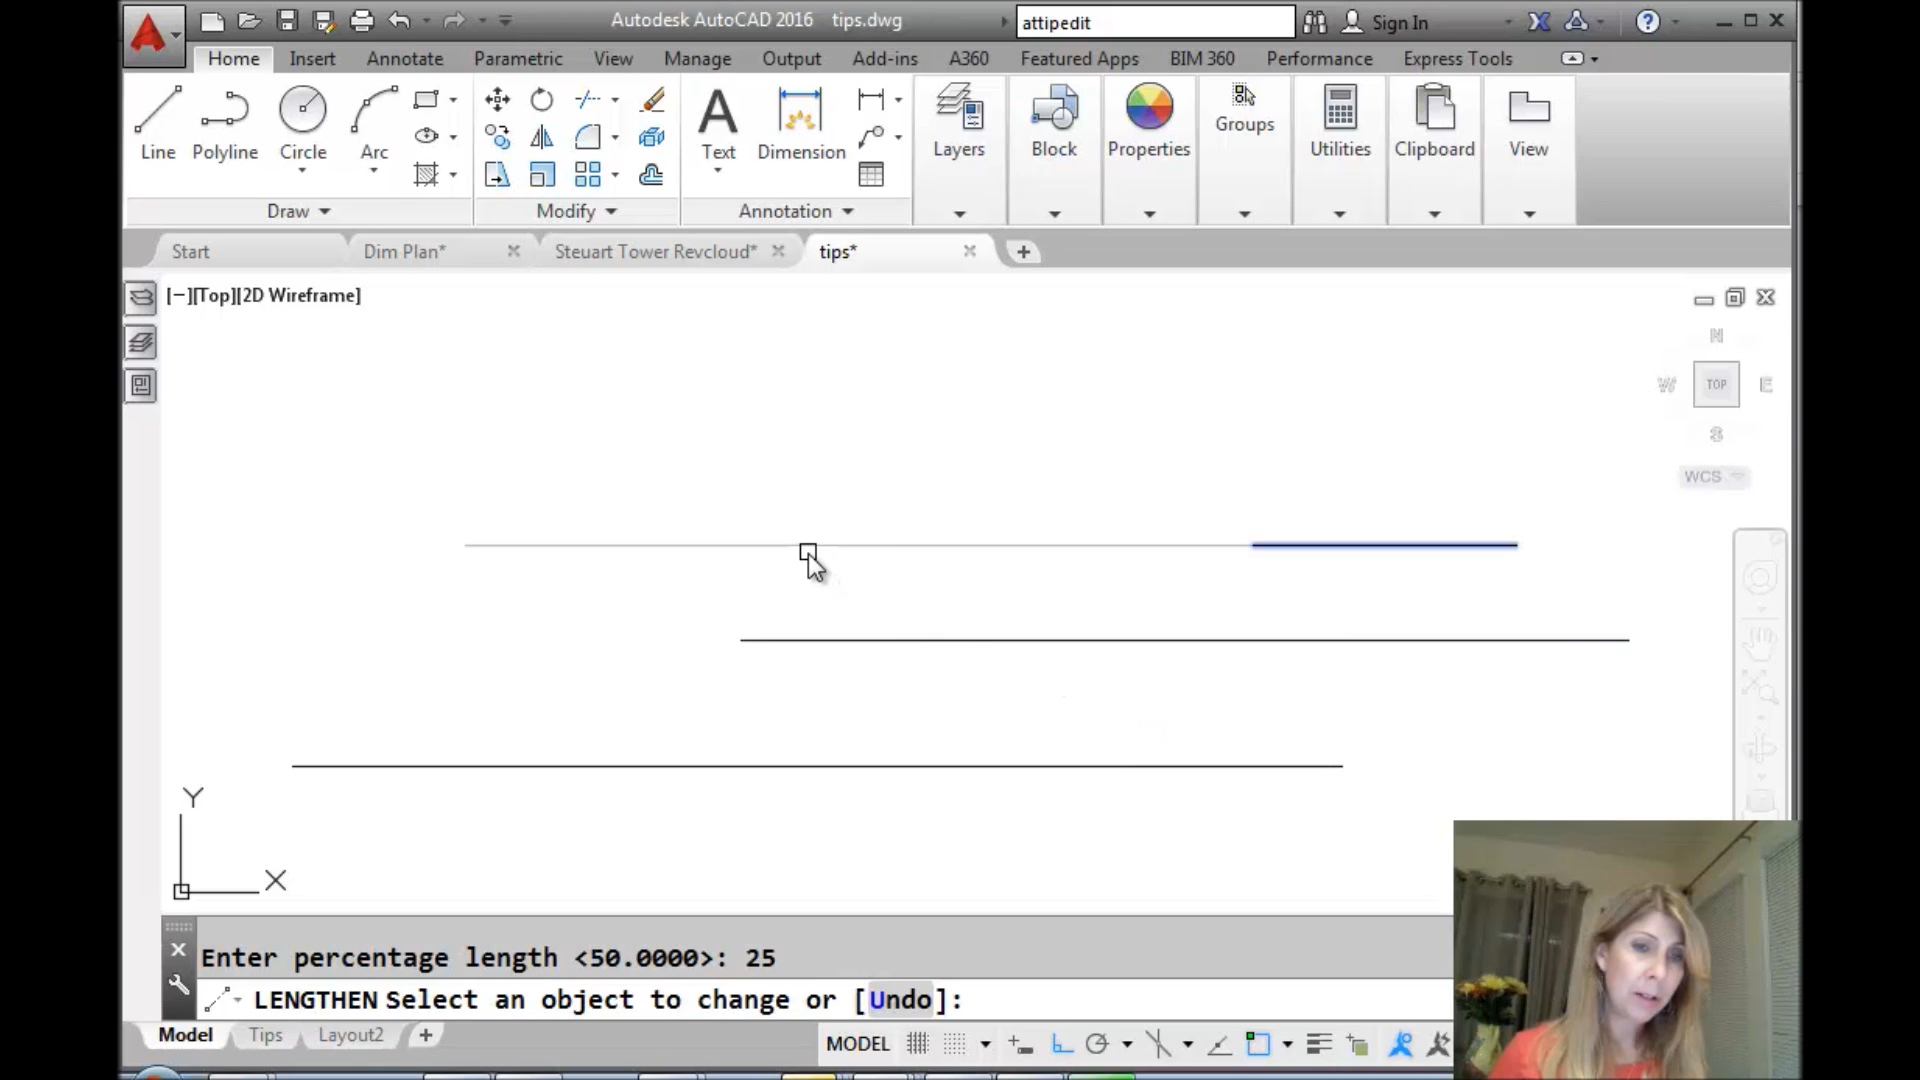 Autodesk AutoCAD 2016 tips.dwg attipedit Sign In
Home Insert Annotate Parametric View Manage Output Add-ins A360 Featured Apps BIM 360 Performance Express Tools
Line Polyline Circle Arc Text Dimension Layers Block Properties Groups Utilities Clipboard View
Draw Modify Annotation
Start Dim Plan* Steuart Tower Revcloud* tips*
[−][Top][2D Wireframe]
N
W TOP E
S
WCS
Y
X
Enter percentage length <50.0000>: 25
LENGTHEN Select an object to change or [Undo]:
Model Tips Layout2 +
MODEL